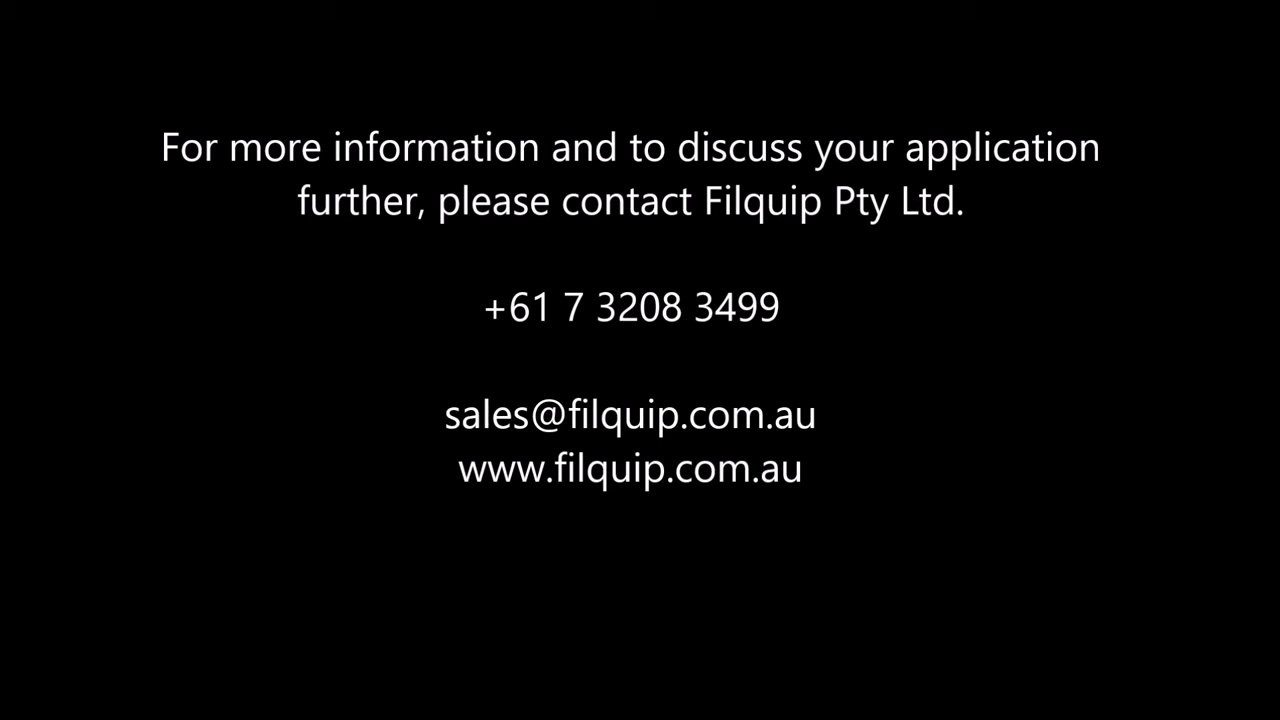 For more information and to discuss your application
further, please contact Filquip Pty Ltd.
+61 7 3208 3499
sales@filquip.com.au
www.filquip.com.au